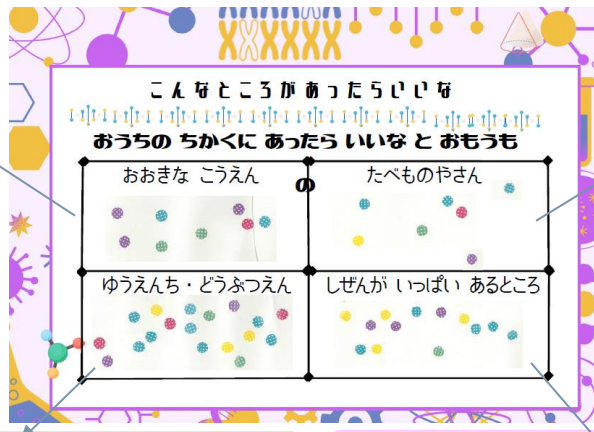 こんなところがあったらいいな
おうちの ちかくに あったら いいな と おもうも
の
おおきな こうえん
たべものやさん
ゆうえんち・どうぶつえん
しぜんが いっぱい あるところ